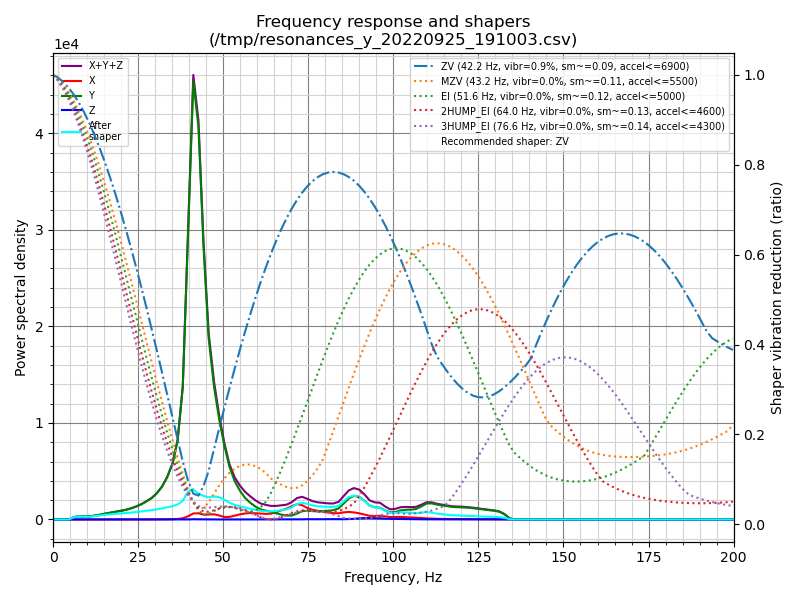 Frequency response and shapers
(/tmp/resonances_y_20220925_191003.csv)
1e4
X+Y+Z
X
Y
Z
After
shaper
ZV (42.2 Hz, vibr=0.9%, sm~=0.09, accel<=6900)
MZV (43.2 Hz, vibr=0.0%, sm~=0.11, accel<=5500)
EI (51.6 Hz, vibr=0.0%, sm~=0.12, accel<=5000)
2HUMP_EI (64.0 Hz, vibr=0.0%, sm~=0.13, accel<=4600)
3HUMP_EI (76.6 Hz, vibr=0.0%, sm~=0.14, accel<=4300)
Recommended shaper: ZV
Power spectral density
4
3
2
1
0
1.0
0.8
0.6
0.4
0.2
0.0
Shaper vibration reduction (ratio)
0 25 50 75 100 125 150 175 200
Frequency, Hz